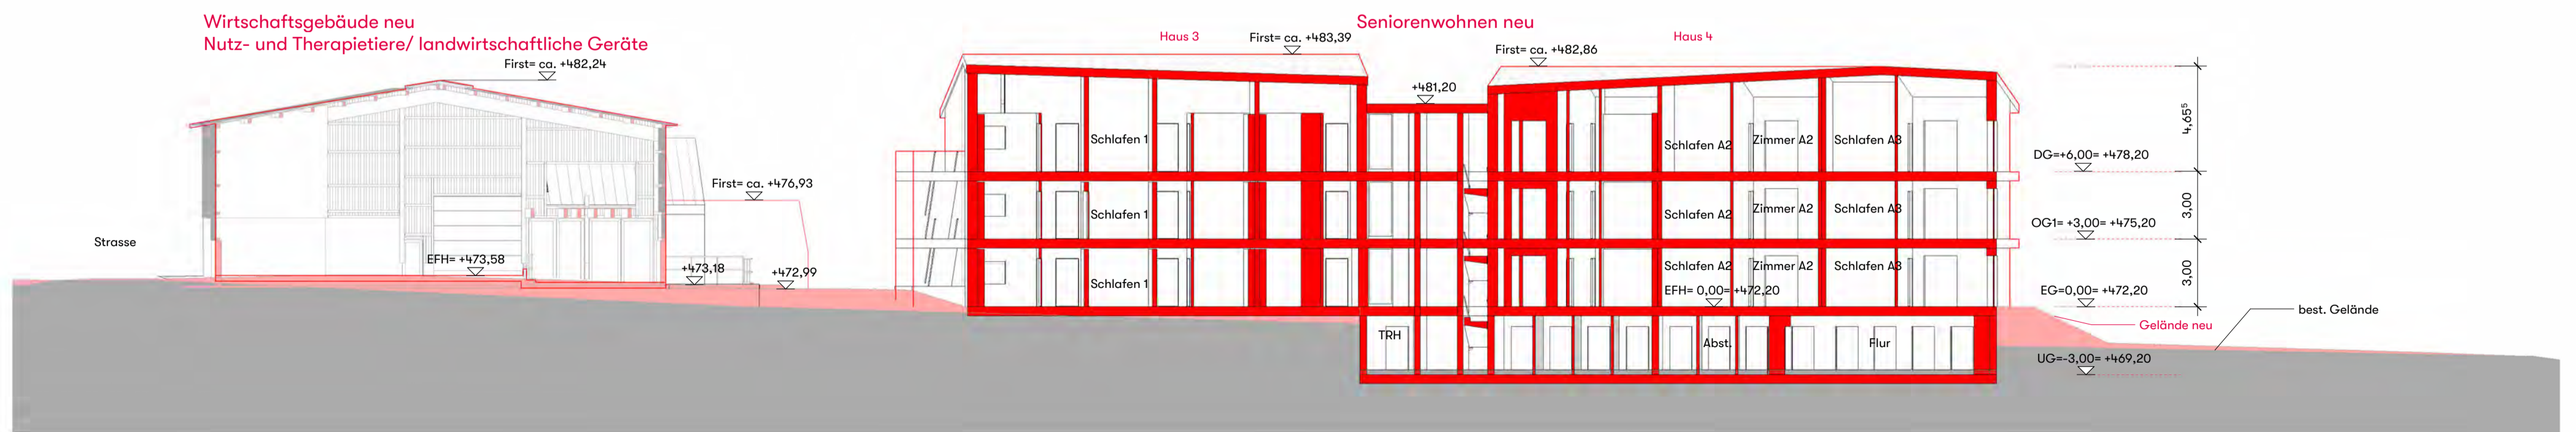 Wirtschaftsgebäude neu
Nutz- und Therapietiere/ landwirtschaftliche Geräte
First= ca. +482,24
First= ca. +476,93
Strasse
EFH= +473,58
+473,18
+472,99
Seniorenwohnen neu
Haus 3
First= ca. +483,39
Haus 4
First= ca. +482,86
+481,20
Schlafen 1
Schlafen A2
Zimmer A2
Schlafen A3
Schlafen 1
Schlafen A2
Zimmer A2
Schlafen A3
Schlafen 1
Schlafen A2
Zimmer A2
Schlafen A3
EFH= 0,00= +472,20
TRH
Abst.
Flur
4,65⁵
DG=+6,00= +478,20
3,00
OG1= +3,00= +475,20
3,00
EG=0,00= +472,20
Gelände neu
best. Gelände
UG=-3,00= +469,20